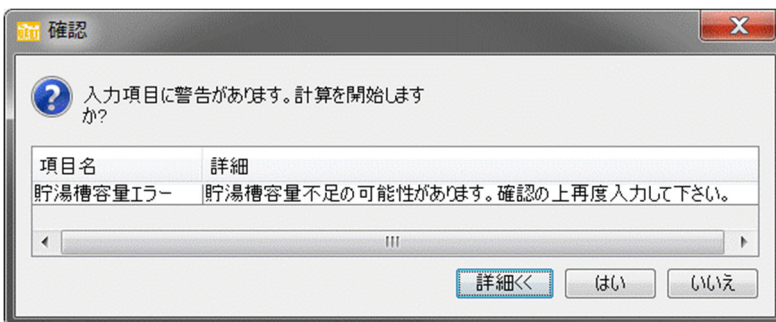 確認
入力項目に警告があります。計算を開始します
か?
項目名 詳細
貯湯槽容量エラー 貯湯槽容量不足の可能性があります。確認の上再度入力して下さい。
詳細<< はい いいえ